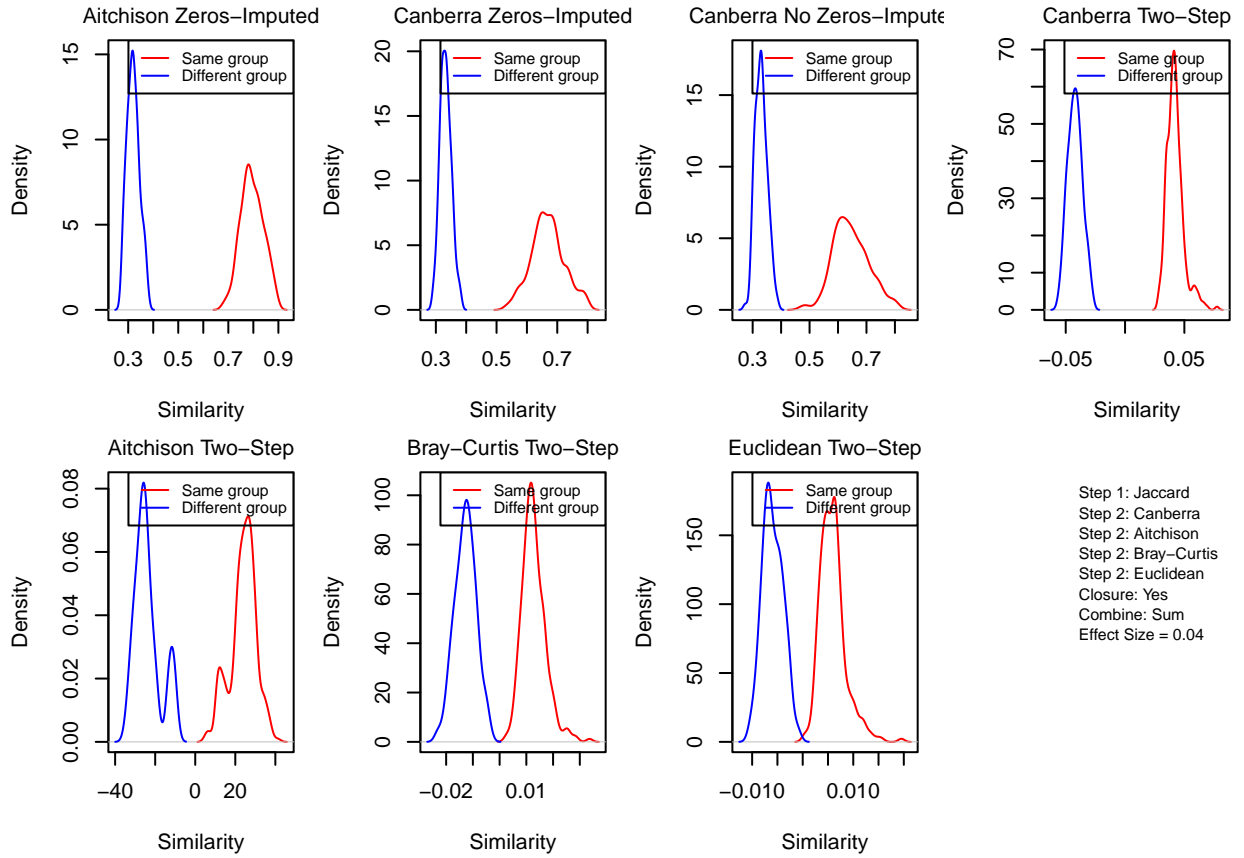 Aitchison Zeros−Imputed
Same group
Different group
Density
0
5
10
15
0.3
0.5
0.7
0.9
Similarity
Canberra Zeros−Imputed
Same group
Different group
Density
0
5
10
15
20
0.3
0.7
Similarity
Canberra No Zeros−Impute
Same group
Different group
Density
0
5
10
15
0.3
0.7
Similarity
Canberra Two−Step
Same group
Different group
Density
0
10
30
50
70
−0.05
0.05
Similarity
Aitchison Two−Step
Same group
Different group
Density
0.00
0.02
0.04
0.06
0.08
−40
0
20
Similarity
Bray−Curtis Two−Step
Same group
Different group
Density
0
20
40
60
80
100
−0.02
0.01
Similarity
Euclidean Two−Step
Same group
Different group
Density
0
50
100
150
−0.010
0.010
Similarity
Step 1: Jaccard
Step 2: Canberra
Step 2: Aitchison
Step 2: Bray−Curtis
Step 2: Euclidean
Closure: Yes
Combine: Sum
Effect Size = 0.04